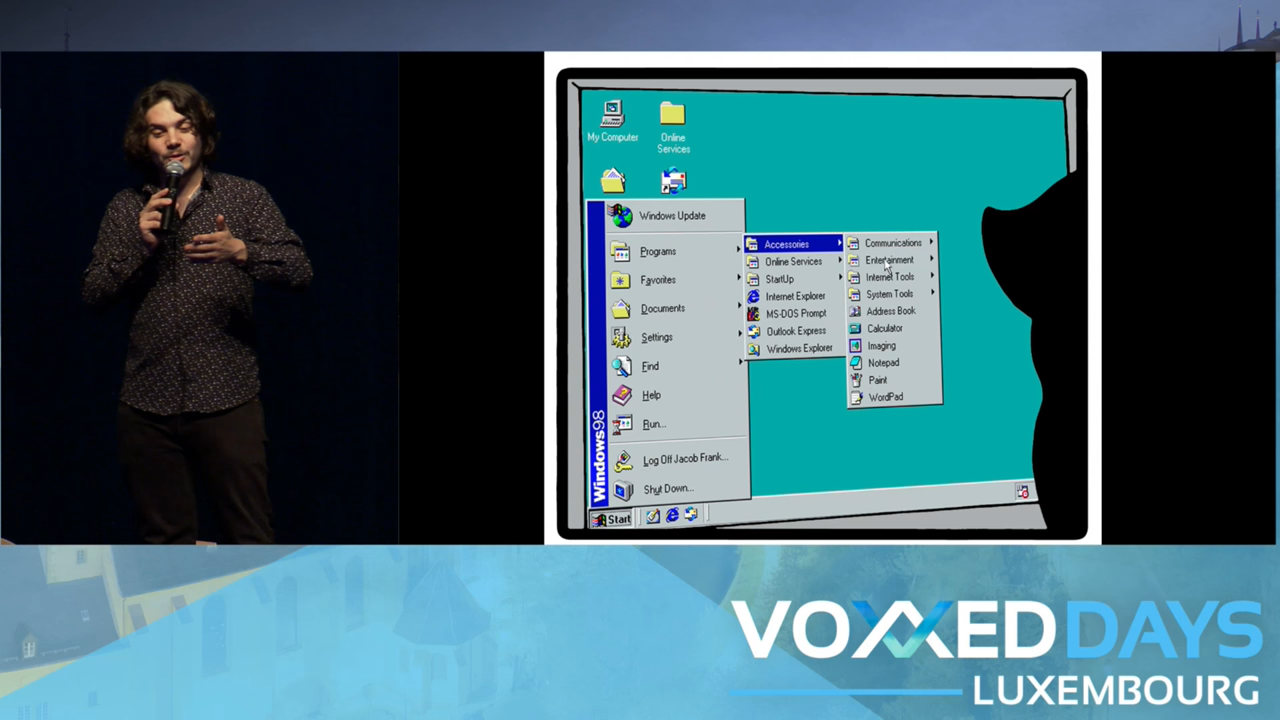 My Computer
Online
Services
Windows Update
Programs
Favorites
Documents
Settings
Find
Help
Run...
Log Off Jacob Frank...
Shut Down...
Windows98
Start
Accessories
Online Services
StartUp
Internet Explorer
MS-DOS Prompt
Outlook Express
Windows Explorer
Communications
Entertainment
Internet Tools
System Tools
Address Book
Calculator
Imaging
Notepad
Paint
WordPad
VOXXED DAYS
LUXEMBOURG